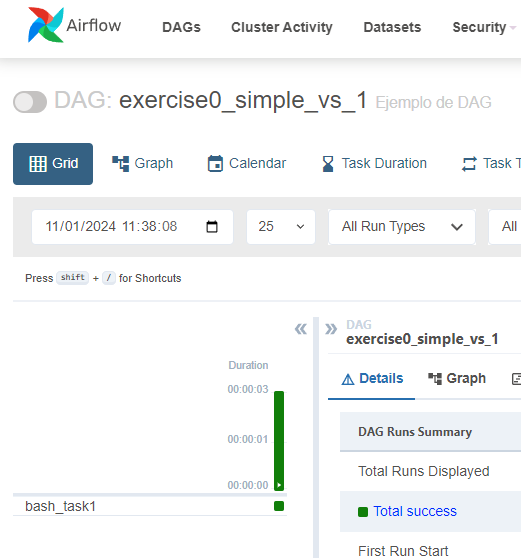 Airflow DAGs Cluster Activity Datasets Security
DAG: exercise0_simple_vs_1 Ejemplo de DAG
Grid Graph Calendar Task Duration Task T
11/01/2024 11:38:08 25 All Run Types All
Press shift + / for Shortcuts
« » DAG
exercise0_simple_vs_1
Duration
00:00:03
00:00:01
00:00:00
bash_task1
Details Graph
DAG Runs Summary
Total Runs Displayed
Total success
First Run Start